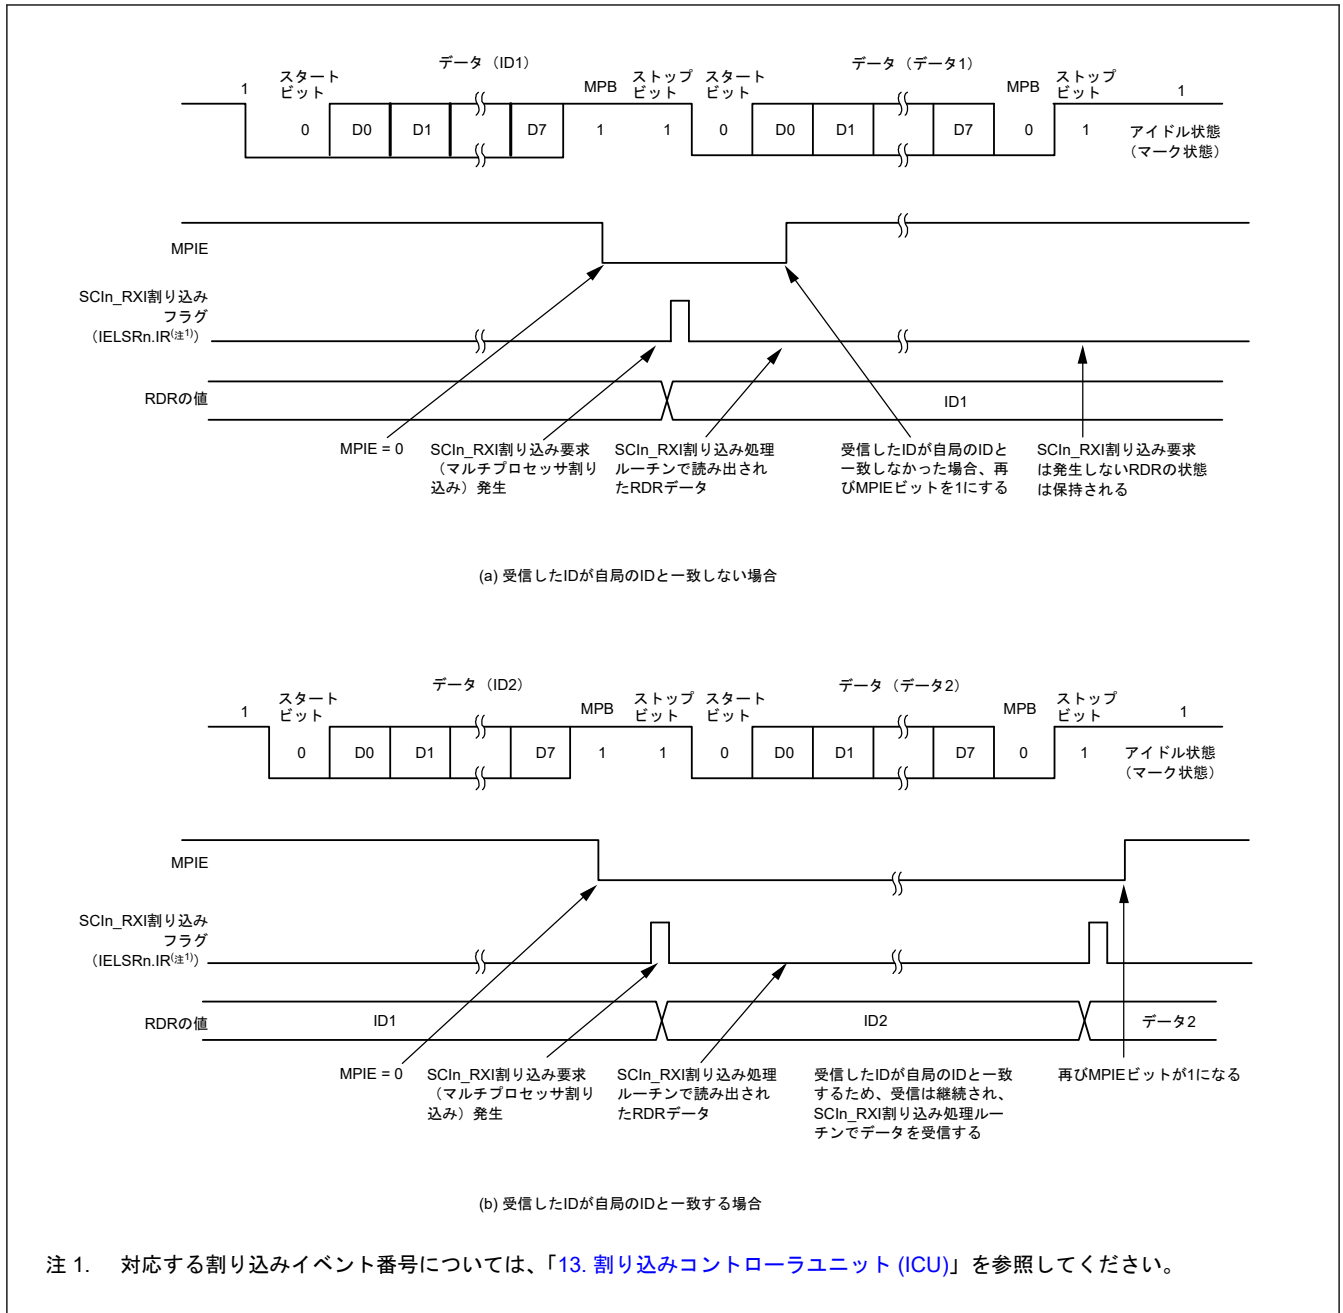 データ（ID1）
データ（データ1）
1
スタート
ビット
MPB
ストップ
ビット
スタート
ビット
MPB
ストップ
ビット
1
0 D0 D1 D7 1 1 0 D0 D1 D7 0 1 アイドル状態
（マーク状態）
MPIE
SCIn_RXI割り込み
フラグ
（IELSRn.IR(注1)）
RDRの値
ID1
MPIE = 0
SCIn_RXI割り込み要求
（マルチプロセッサ割り
込み）発生
SCIn_RXI割り込み処理
ルーチンで読み出され
たRDRデータ
受信したIDが自局のIDと
一致しなかった場合、再
びMPIEビットを1にする
SCIn_RXI割り込み要求
は発生しないRDRの状態
は保持される
(a) 受信したIDが自局のIDと一致しない場合
データ（ID2）
データ（データ2）
1
スタート
ビット
MPB
ストップ
ビット
スタート
ビット
MPB
ストップ
ビット
1
0 D0 D1 D7 1 1 0 D0 D1 D7 0 1 アイドル状態
（マーク状態）
MPIE
SCIn_RXI割り込み
フラグ
（IELSRn.IR(注1)）
RDRの値
ID1
ID2
データ2
MPIE = 0
SCIn_RXI割り込み要求
（マルチプロセッサ割り
込み）発生
SCIn_RXI割り込み処理
ルーチンで読み出され
たRDRデータ
受信したIDが自局のIDと一致
するため、受信は継続され、
SCIn_RXI割り込み処理ルー
チンでデータを受信する
再びMPIEビットが1になる
(b) 受信したIDが自局のIDと一致する場合
注 1. 対応する割り込みイベント番号については、「13. 割り込みコントローラユニット (ICU)」を参照してください。